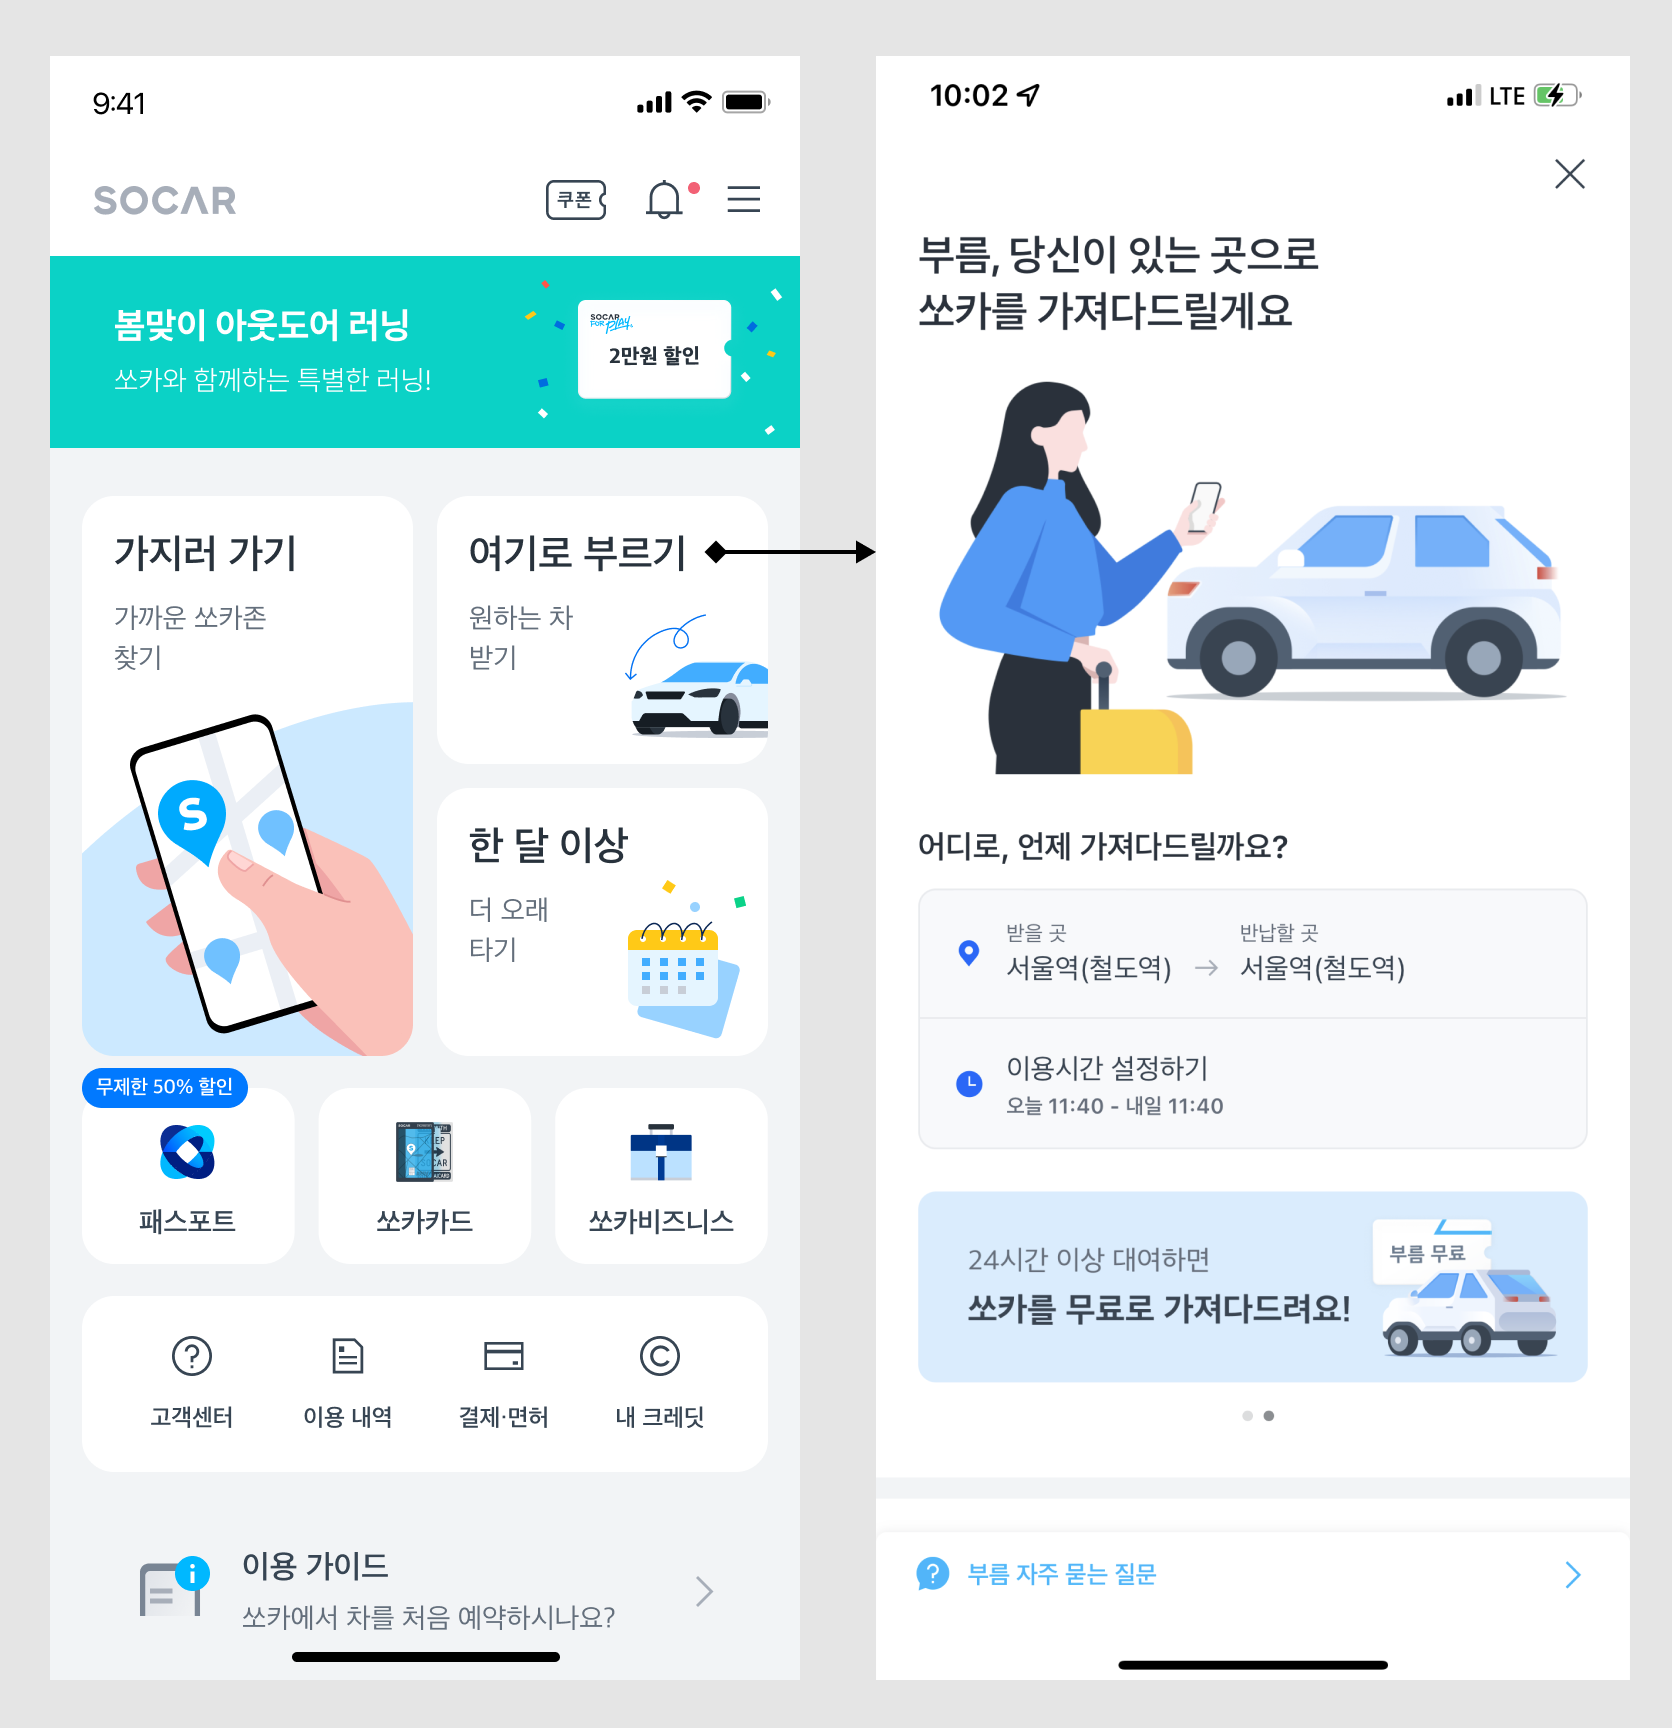 9:41
SOCAR
쿠폰
봄맞이 아웃도어 러닝
쏘카와 함께하는 특별한 러닝!
SOCAR
FOR PLAY.
2만원 할인
가지러 가기
가까운 쏘카존
찾기
여기로 부르기
원하는 차
받기
한 달 이상
더 오래
타기
무제한 50% 할인
패스포트
쏘카카드
쏘카비즈니스
고객센터
이용 내역
결제·면허
내 크레딧
이용 가이드
쏘카에서 차를 처음 예약하시나요?
10:02
LTE
부름, 당신이 있는 곳으로
쏘카를 가져다드릴게요
어디로, 언제 가져다드릴까요?
받을 곳
서울역(철도역)
반납할 곳
서울역(철도역)
이용시간 설정하기
오늘 11:40 - 내일 11:40
24시간 이상 대여하면
쏘카를 무료로 가져다드려요!
부름 무료
부름 자주 묻는 질문